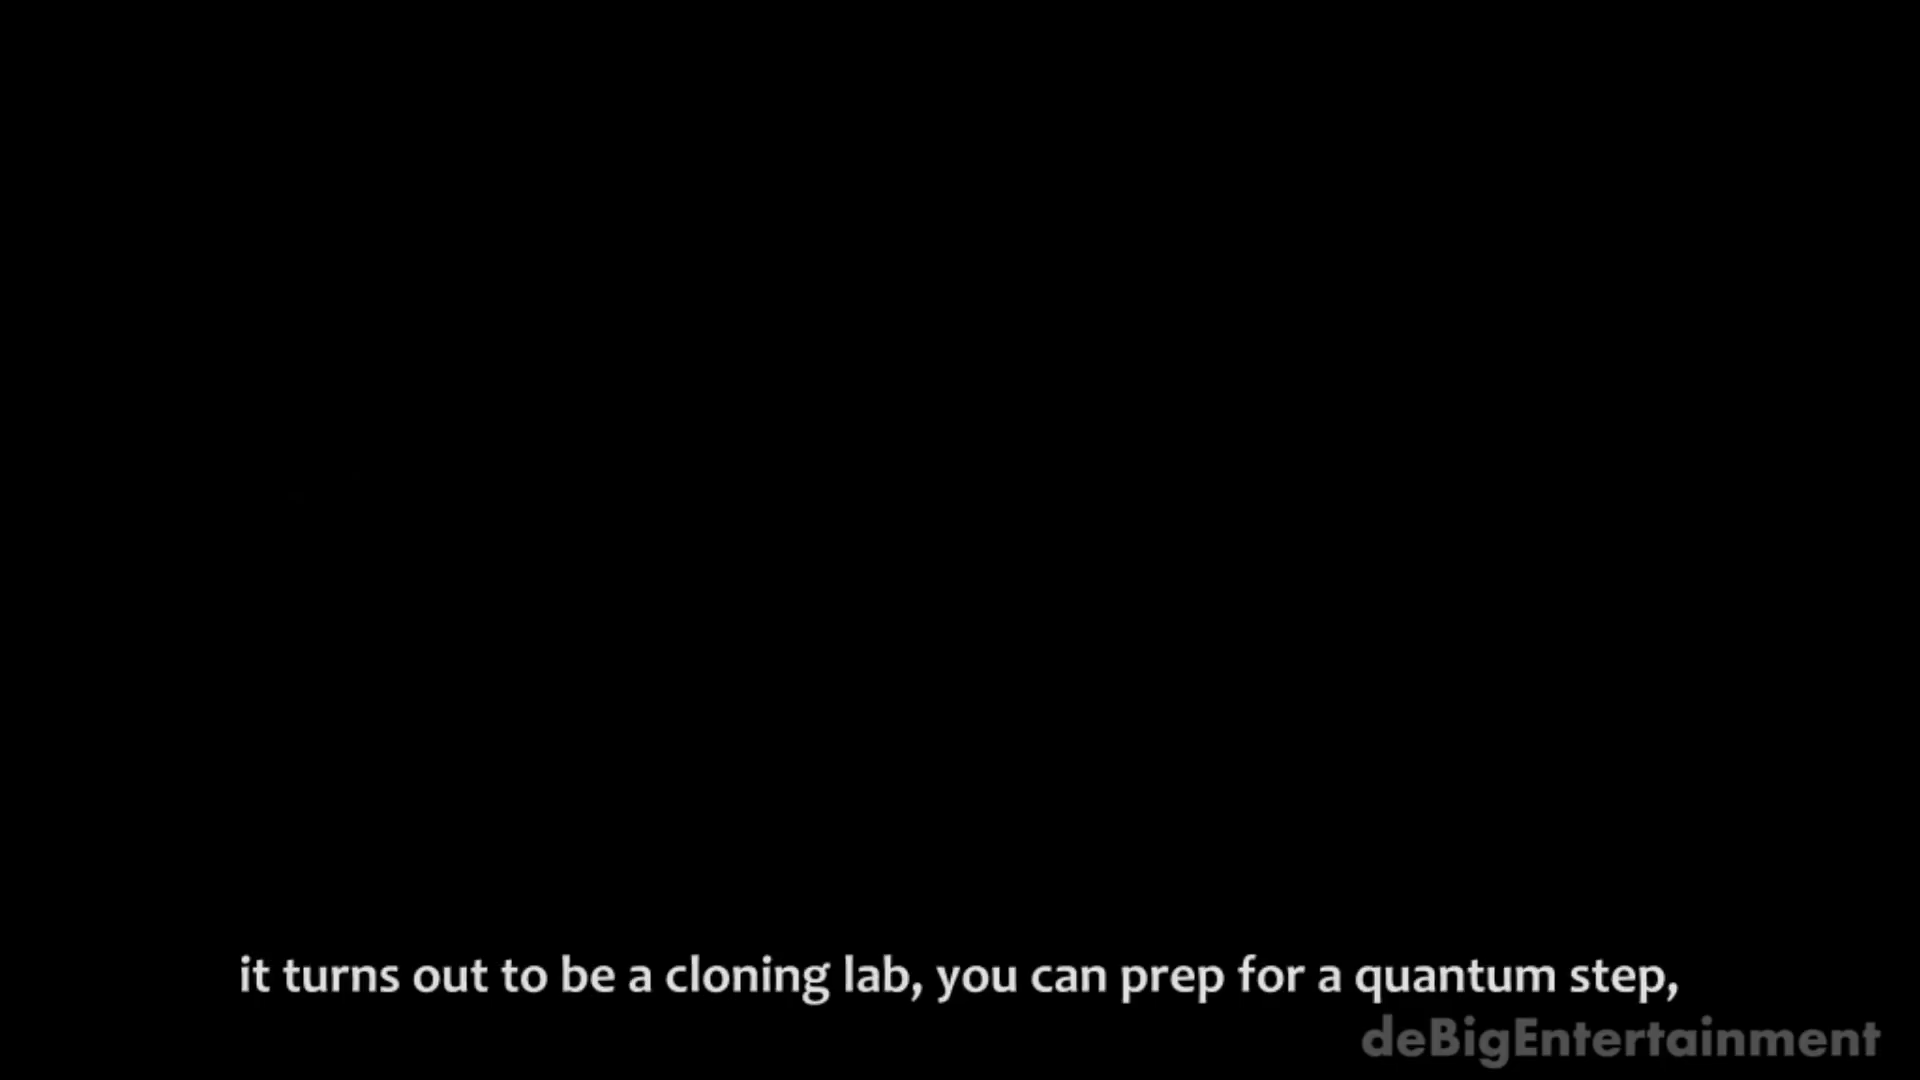 it turns out to be a cloning lab, you can prep for a quantum step,
deBigEntertainment